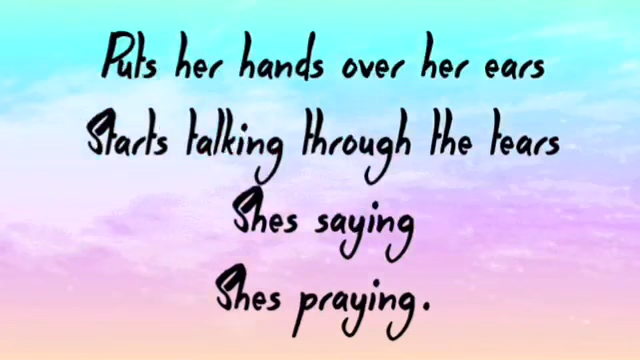 Puts her hands over her ears
Starts talking through the tears
Shes saying
Shes praying.